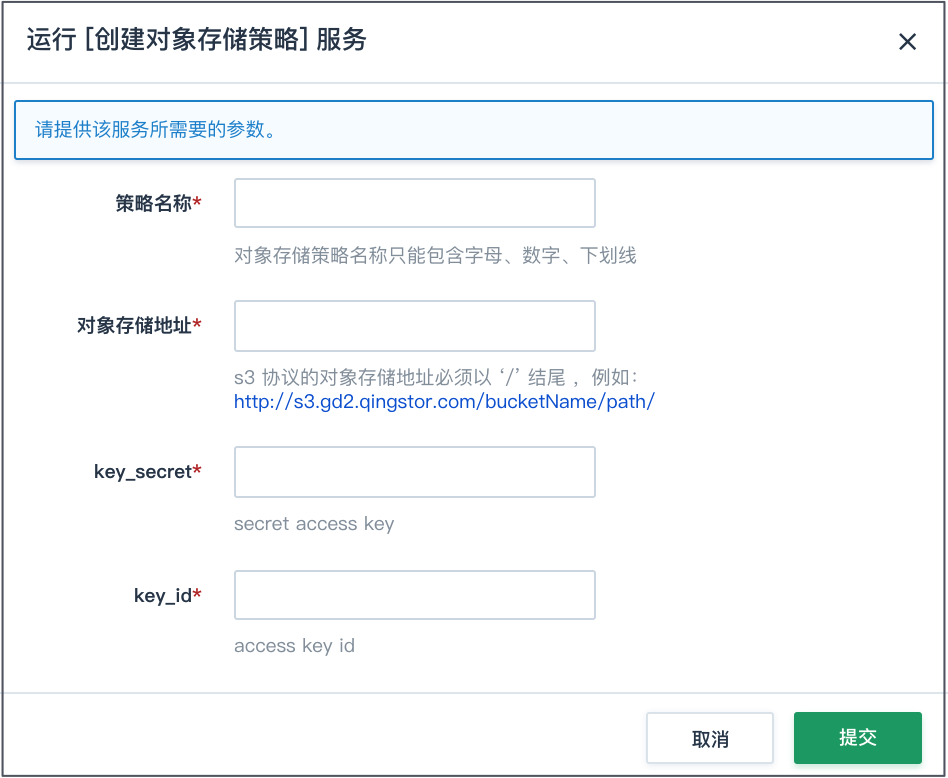 运行 [创建对象存储策略] 服务
请提供该服务所需要的参数。
策略名称*
对象存储策略名称只能包含字母、数字、下划线
对象存储地址*
s3 协议的对象存储地址必须以 ‘/’ 结尾 ，例如：
http://s3.gd2.qingstor.com/bucketName/path/
key_secret*
secret access key
key_id*
access key id
取消
提交